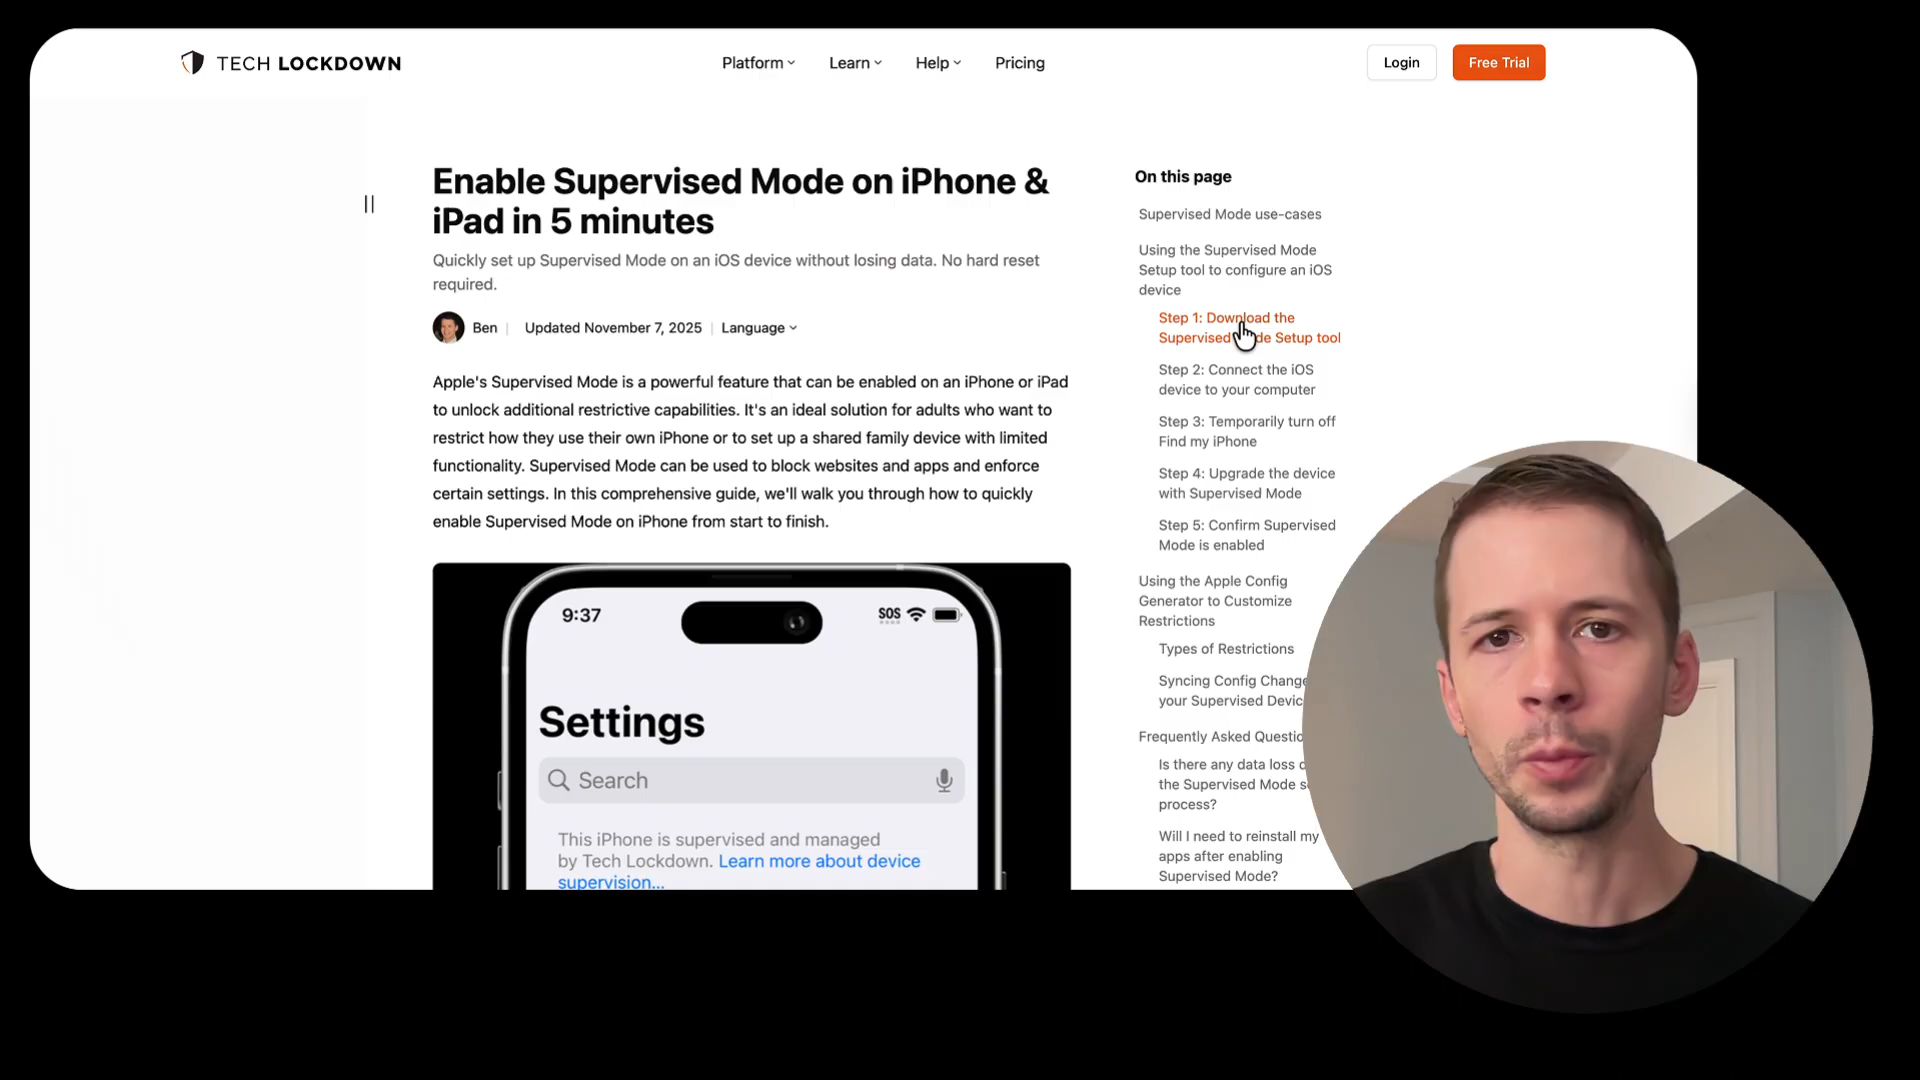 TECH LOCKDOWN
Platform
Learn
Help
Pricing
Login
Free Trial
Enable Supervised Mode on iPhone &
iPad in 5 minutes
Quickly set up Supervised Mode on an iOS device without losing data. No hard reset
required.
Ben
Updated November 7, 2025
Language
Apple's Supervised Mode is a powerful feature that can be enabled on an iPhone or iPad
to unlock additional restrictive capabilities. It's an ideal solution for adults who want to
restrict how they use their own iPhone or to set up a shared family device with limited
functionality. Supervised Mode can be used to block websites and apps and enforce
certain settings. In this comprehensive guide, we'll walk you through how to quickly
enable Supervised Mode on iPhone from start to finish.
9:37
SOS
Settings
Search
This iPhone is supervised and managed
by Tech Lockdown. Learn more about device
supervision...
On this page
Supervised Mode use-cases
Using the Supervised Mode
Setup tool to configure an iOS
device
Step 1: Download the
Supervised Mode Setup tool
Step 2: Connect the iOS
device to your computer
Step 3: Temporarily turn off
Find my iPhone
Step 4: Upgrade the device
with Supervised Mode
Step 5: Confirm Supervised
Mode is enabled
Using the Apple Config
Generator to Customize
Restrictions
Types of Restrictions
Syncing Config Change
your Supervised Devic
Frequently Asked Questio
Is there any data loss
the Supervised Mode
process?
Will I need to reinstall my
apps after enabling
Supervised Mode?